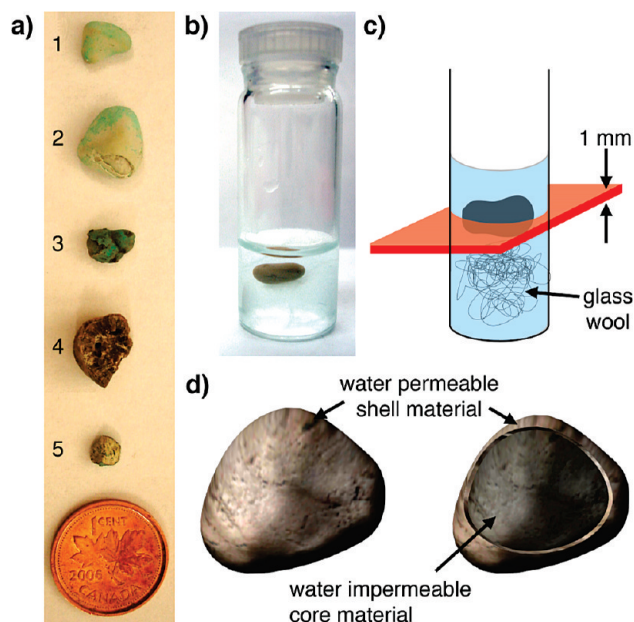 a)
1
2
3
4
5
1 CENT
2006
CANADA
b)
c)
1 mm
glass
wool
d)
water permeable
shell material
water impermeable
core material